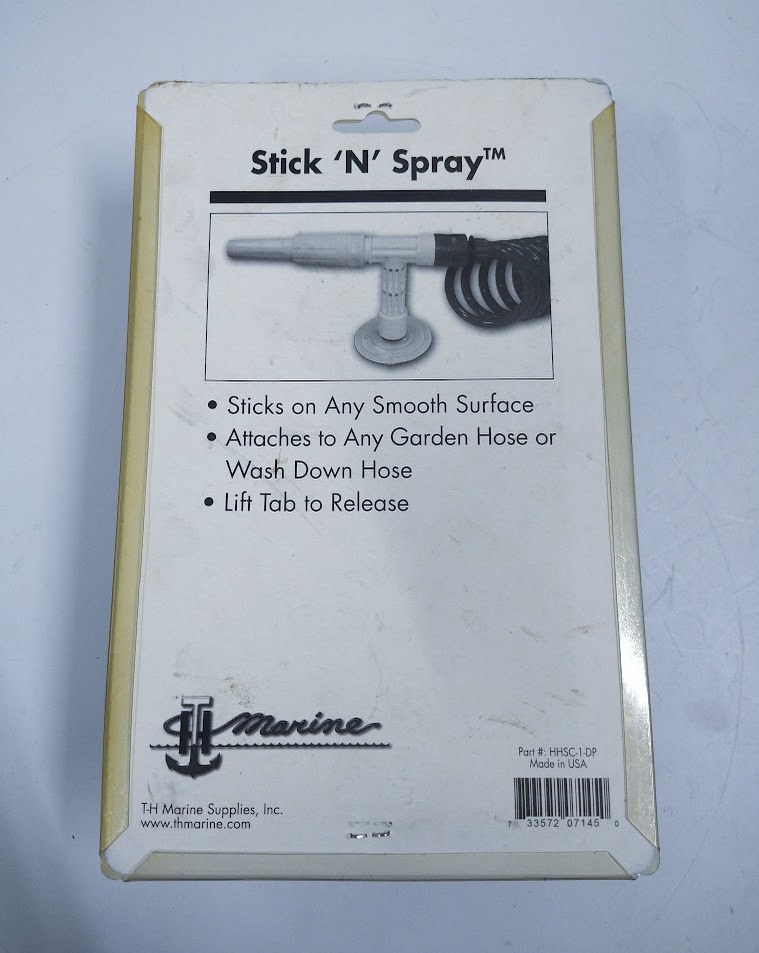 Stick ‘N’ Spray™
• Sticks on Any Smooth Surface
• Attaches to Any Garden Hose or
Wash Down Hose
• Lift Tab to Release
TH Marine
T-H Marine Supplies, Inc.
www.thmarine.com
Part #: HHSC-1-DP
Made in USA
7 33572 07145 0